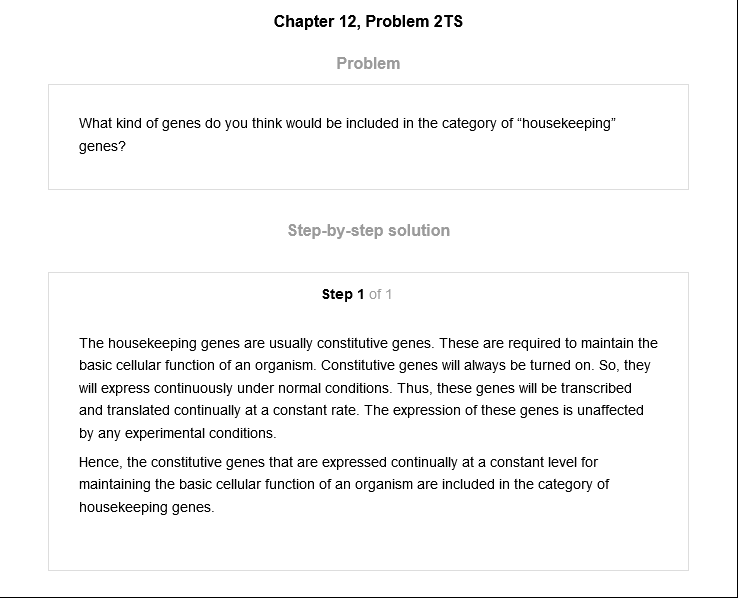 Chapter 12, Problem 2TS
Problem
What kind of genes do you think would be included in the category of “housekeeping”
genes?
Step-by-step solution
Step 1 of 1
The housekeeping genes are usually constitutive genes. These are required to maintain the
basic cellular function of an organism. Constitutive genes will always be turned on. So, they
will express continuously under normal conditions. Thus, these genes will be transcribed
and translated continually at a constant rate. The expression of these genes is unaffected
by any experimental conditions.
Hence, the constitutive genes that are expressed continually at a constant level for
maintaining the basic cellular function of an organism are included in the category of
housekeeping genes.